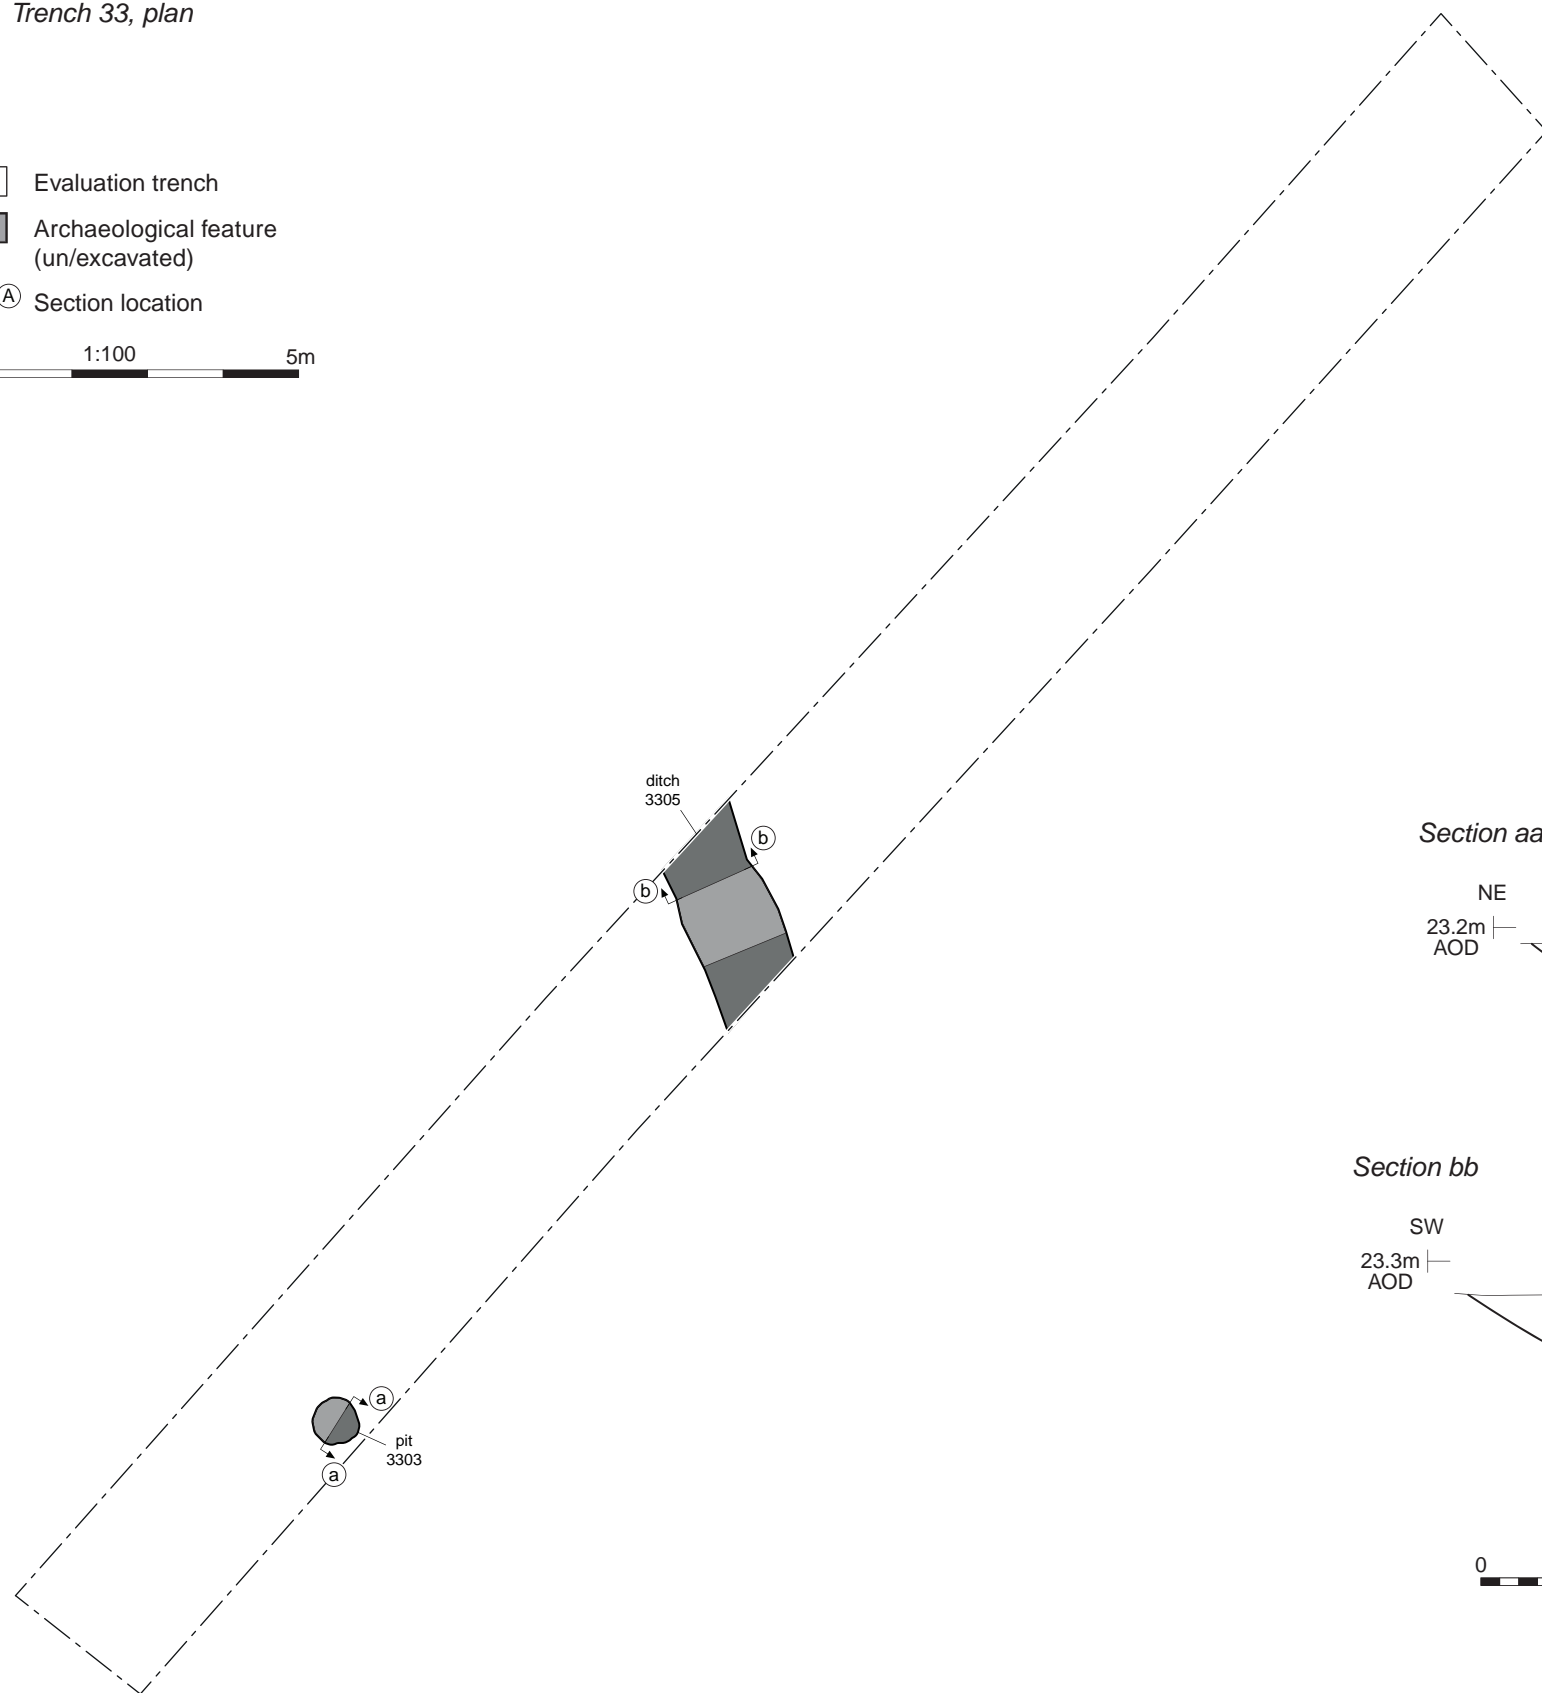 Trench 33, plan
Evaluation trench
Archaeological feature
(un/excavated)
A Section location
1:100
5m
ditch
3305
b
b
Section aa
NE
23.2m
AOD
Section bb
SW
23.3m
AOD
a
pit
3303
a
0